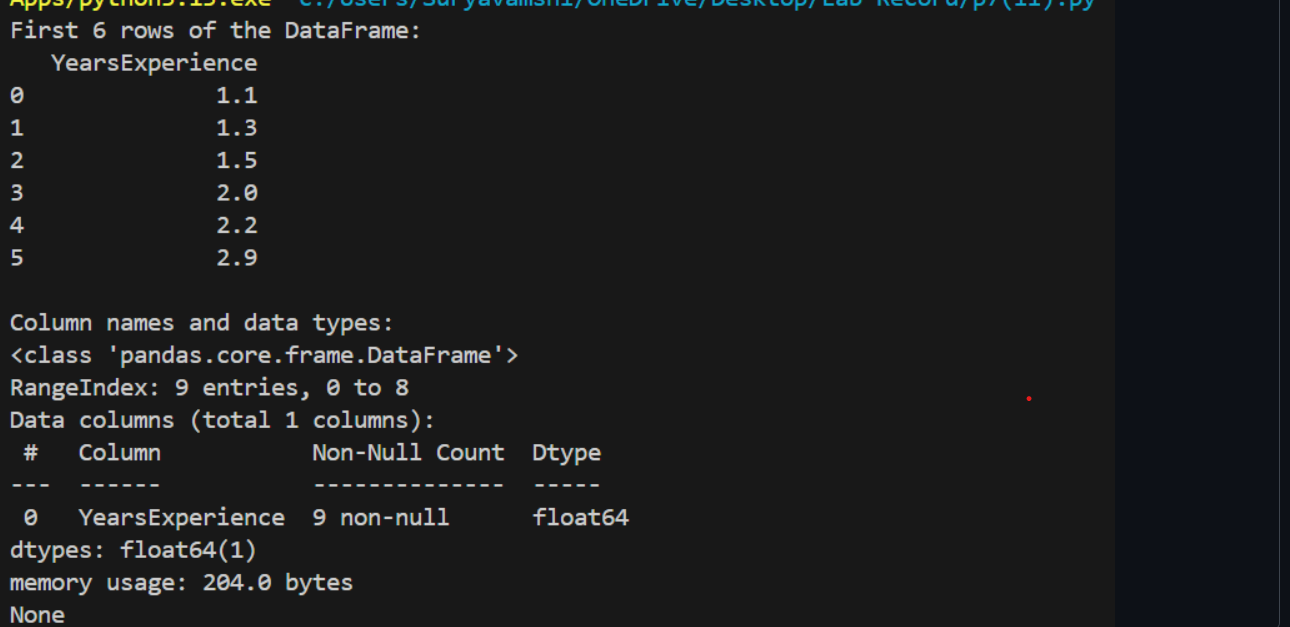 Apps/python3.13.exe" "c:/Users/Suryavamshi/OneDrive/Desktop/Lab Record/p7(ii).py"
First 6 rows of the DataFrame:
   YearsExperience
0              1.1
1              1.3
2              1.5
3              2.0
4              2.2
5              2.9
Column names and data types:
<class 'pandas.core.frame.DataFrame'>
RangeIndex: 9 entries, 0 to 8
Data columns (total 1 columns):
 #   Column           Non-Null Count  Dtype
---  ------           --------------  -----
 0   YearsExperience  9 non-null      float64
dtypes: float64(1)
memory usage: 204.0 bytes
None